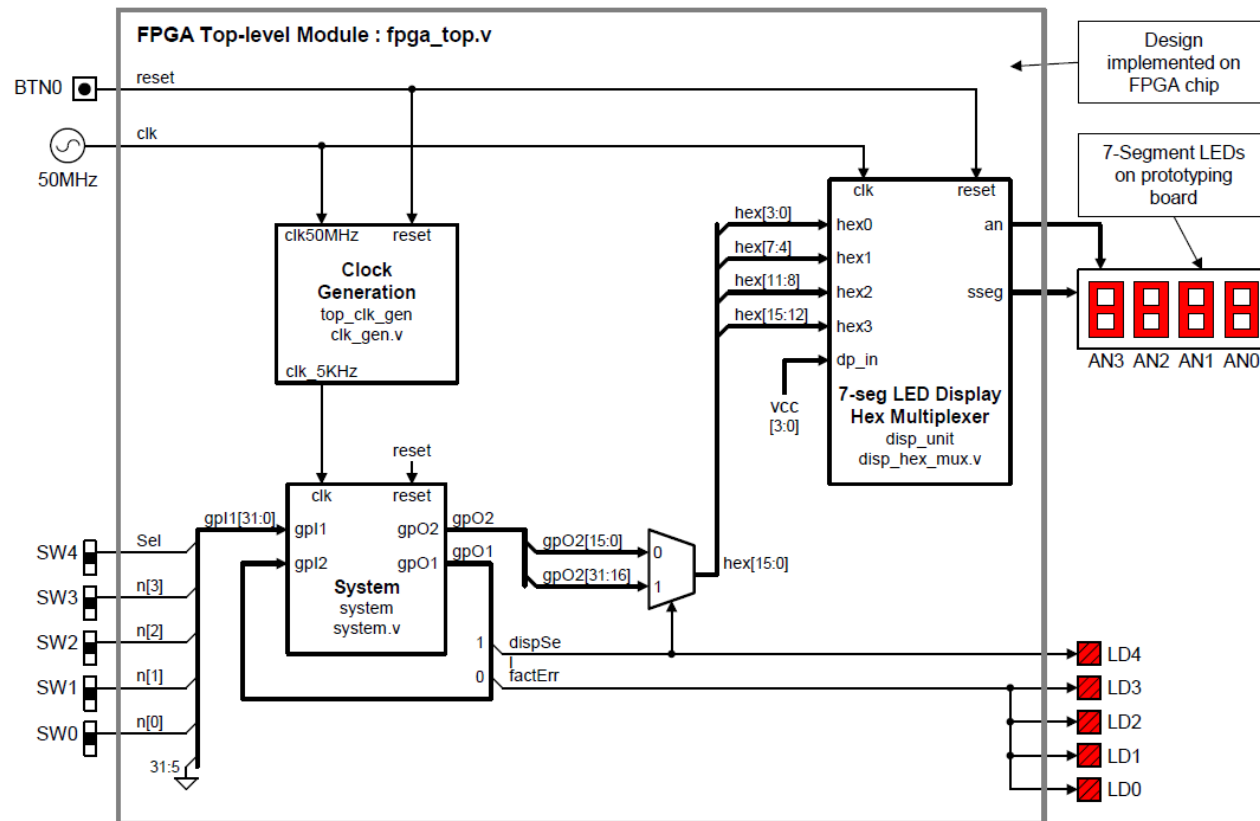 FPGA Top-level Module : fpga_top.v
Design
implemented on
FPGA chip
BTN0
reset
clk
50MHz
7-Segment LEDs
on prototyping
board
clk50MHz
reset
Clock
Generation
top_clk_gen
clk_gen.v
clk_5KHz
clk
reset
hex[3:0]
hex[7:4]
hex[11:8]
hex[15:12]
hex0
hex1
hex2
hex3
dp_in
an
sseg
vcc
[3:0]
7-seg LED Display
Hex Multiplexer
disp_unit
disp_hex_mux.v
AN3 AN2 AN1 AN0
reset
clk
reset
gpI1[31:0]
gpI1
gpI2
gpO2
gpO1
gpO2
gpO1
System
system
system.v
gpO2[15:0]
gpO2[31:16]
0
1
hex[15:0]
SW4
Sel
SW3
n[3]
SW2
n[2]
SW1
n[1]
SW0
n[0]
31:5
1
dispSe
l
0
factErr
LD4
LD3
LD2
LD1
LD0